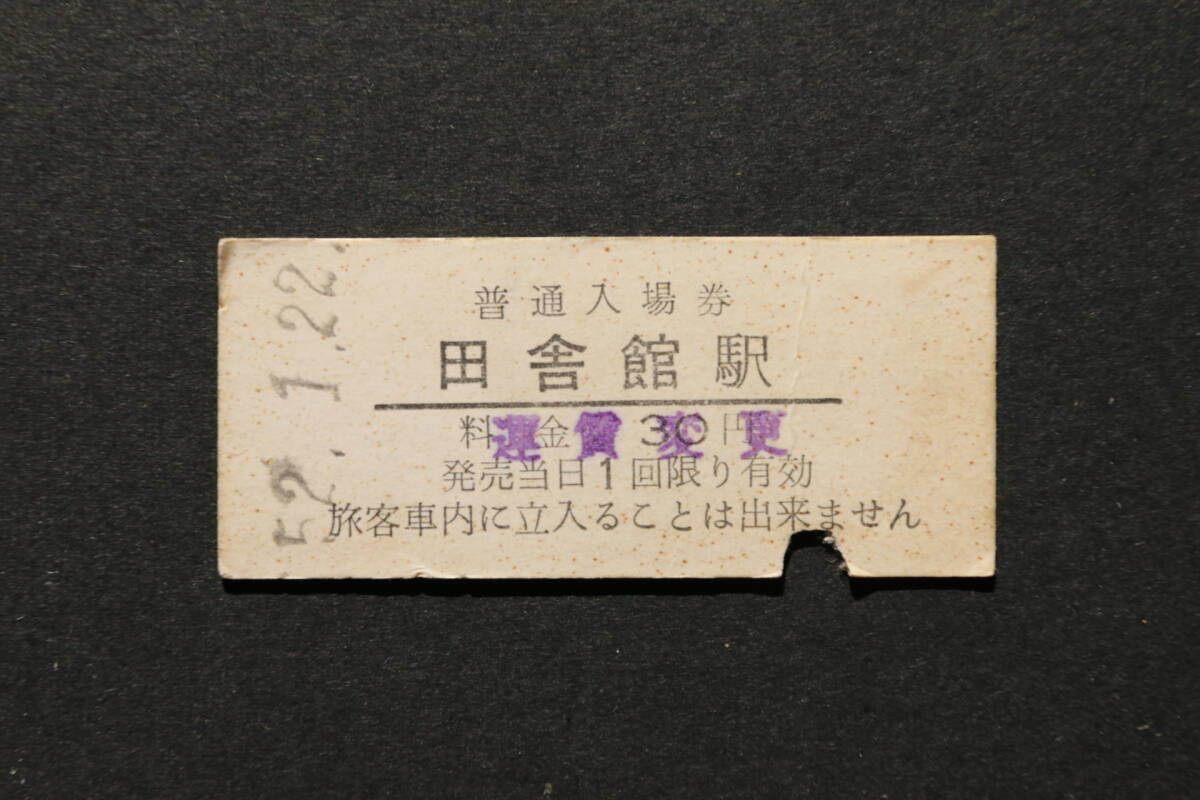 52.1.22.
普通入場券
田舎館駅
料金 30円
運賃変更
発売当日1回限り有効
旅客車内に立入ることは出来ません